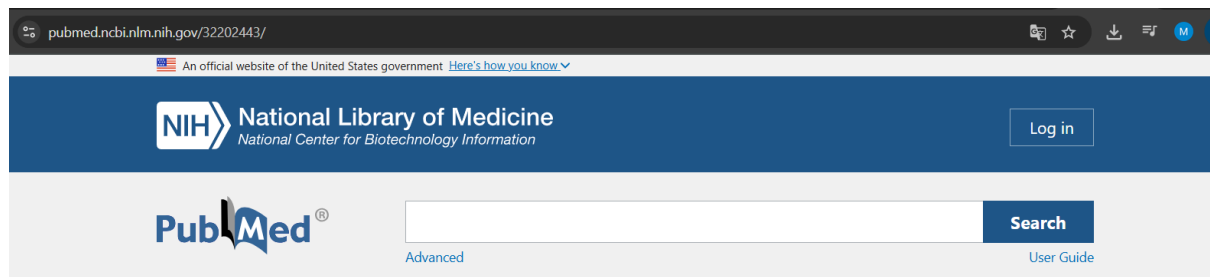 pubmed.ncbi.nlm.nih.gov/32202443/
M
An official website of the United States government Here's how you know
NIH
National Library of Medicine
National Center for Biotechnology Information
Log in
PubMed®
Search
Advanced
User Guide